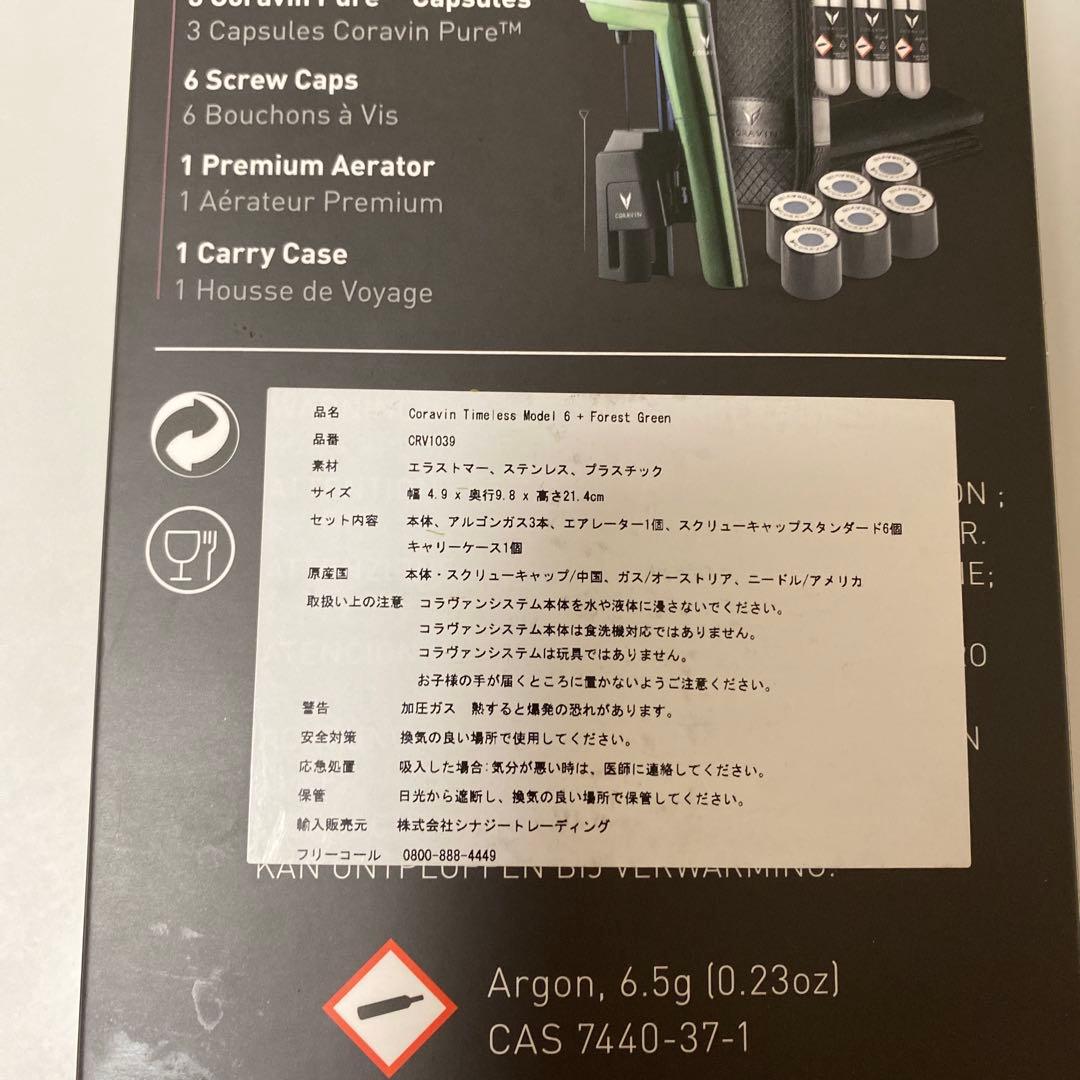 3 Coravin Pure™ Capsules
3 Capsules Coravin Pure™
6 Screw Caps
6 Bouchons à Vis
1 Premium Aerator
1 Aérateur Premium
1 Carry Case
1 Housse de Voyage
CORAVIN
CORAVIN
CORAVIN
品名 Coravin Timeless Model 6 + Forest Green
品番 CRV1039
素材 エラストマー、ステンレス、プラスチック
サイズ 幅 4.9 x 奥行9.8 x 高さ21.4cm
セット内容 本体、アルゴンガス3本、エアレーター1個、スクリューキャップスタンダード6個
キャリーケース1個
原産国 本体・スクリューキャップ/中国、ガス/オーストリア、ニードル/アメリカ
取扱い上の注意 コラヴァンシステム本体を水や液体に浸さないでください。
コラヴァンシステム本体は食洗機対応ではありません。
コラヴァンシステムは玩具ではありません。
お子様の手が届くところに置かないようご注意ください。
警告 加圧ガス 熱すると爆発の恐れがあります。
安全対策 換気の良い場所で使用してください。
応急処置 吸入した場合:気分が悪い時は、医師に連絡してください。
保管 日光から遮断し、換気の良い場所で保管してください。
輸入販売元 株式会社シナジートレーディング
フリーコール 0800-888-4449
ON ;
R.
NE;
RO
N
KAN ONTPLOFFEN BIJ VERWARMING.
Argon, 6.5g (0.23oz)
CAS 7440-37-1